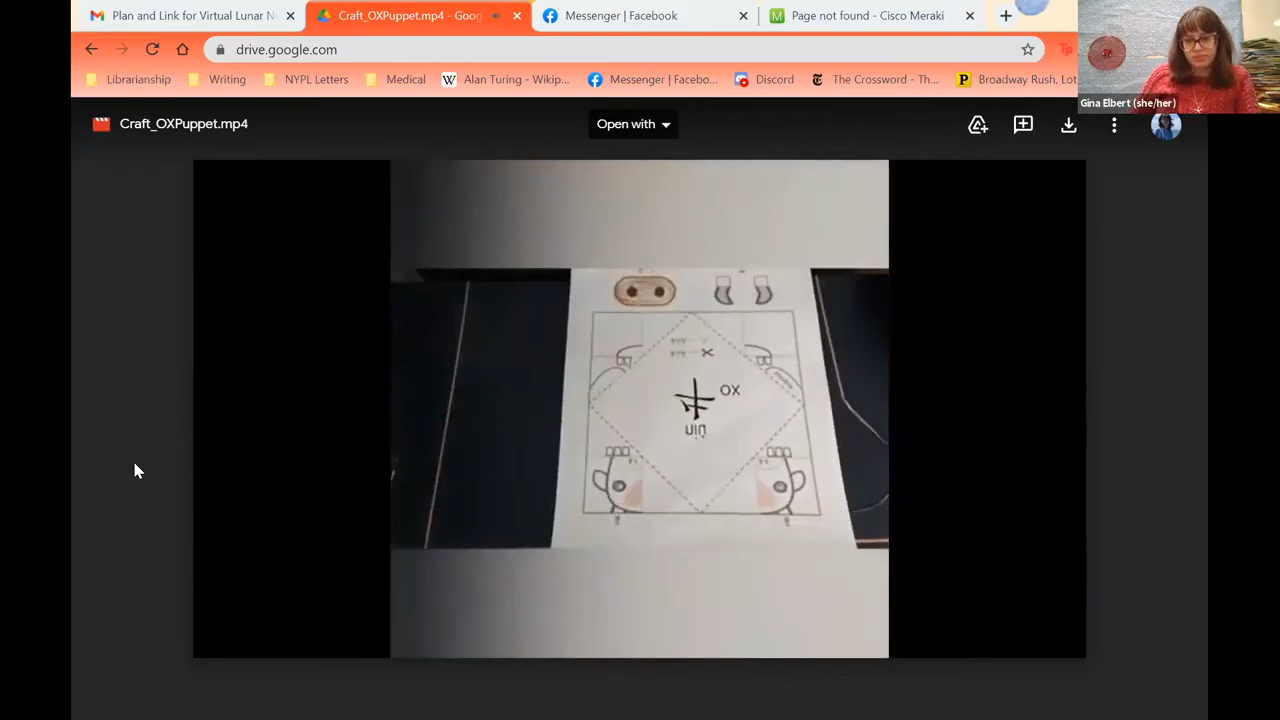 Plan and Link for Virtual Lunar N
Craft_OXPuppet.mp4 - Goog
Messenger | Facebook
Page not found - Cisco Meraki
drive.google.com
Librarianship
Writing
NYPL Letters
Medical
Alan Turing - Wikip...
Messenger | Facebo...
Discord
The Crossword - Th...
Broadway Rush, Lot
Gina Elbert (she/her)
Craft_OXPuppet.mp4
Open with
牛
OX